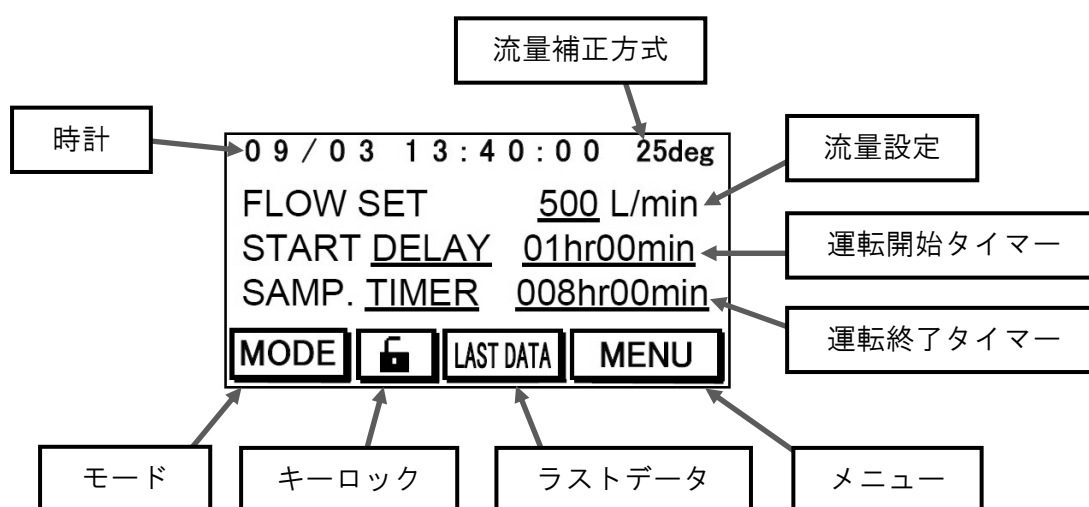 流量補正方式
時計
09/03 13:40:00 25deg
流量設定
FLOW SET 500 L/min
START DELAY 01hr00min
運転開始タイマー
SAMP. TIMER 008hr00min
運転終了タイマー
MODE LAST DATA MENU
モード キーロック ラストデータ メニュー